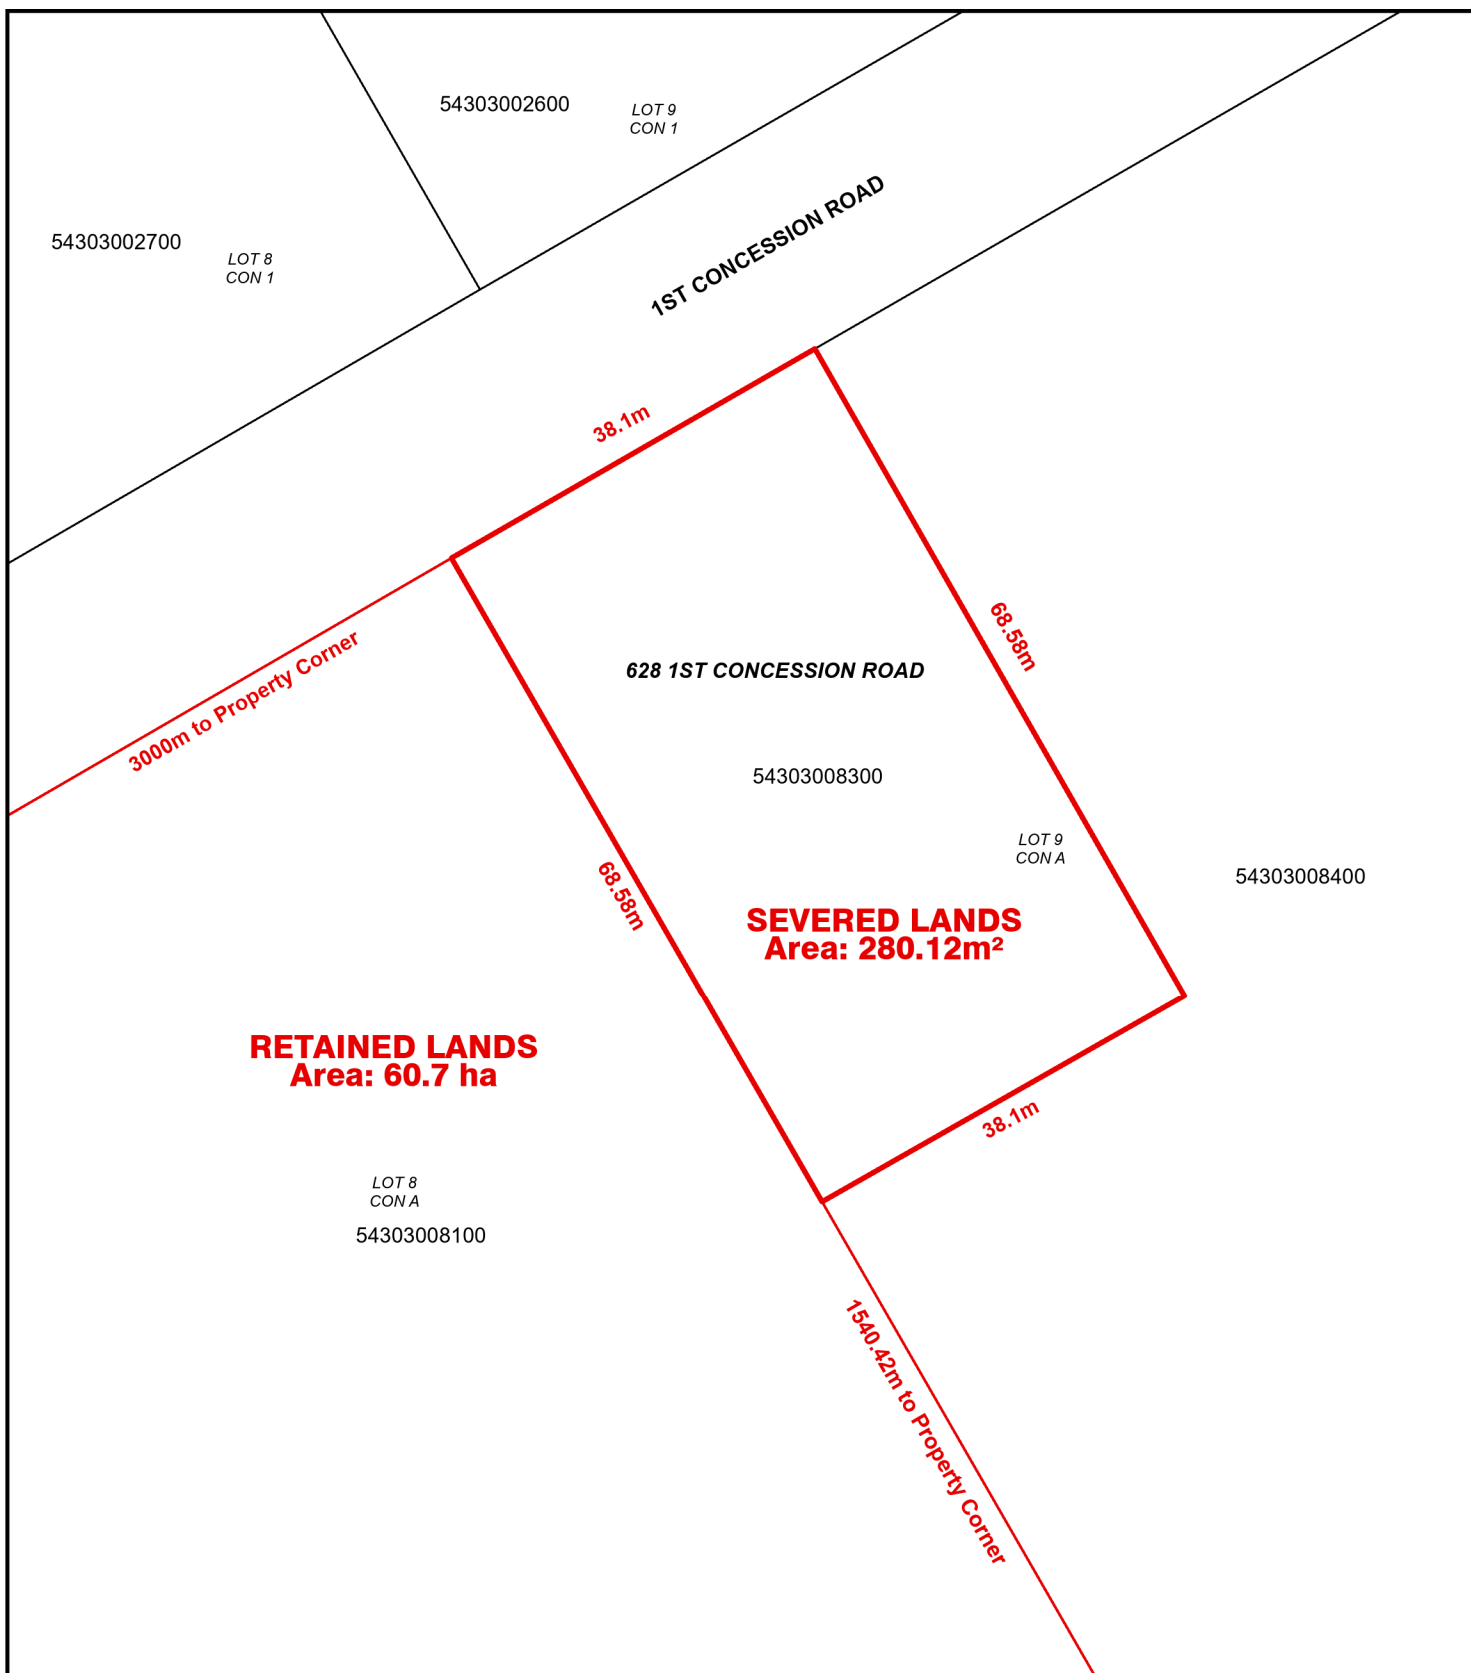 54303002600
LOT 9
CON 1
1ST CONCESSION ROAD
54303002700
LOT 8
CON 1
38.1m
68.58m
3000m to Property Corner
628 1ST CONCESSION ROAD
54303008300
LOT 9
CON A
54303008400
68.58m
SEVERED LANDS
Area: 280.12m²
RETAINED LANDS
Area: 60.7 ha
38.1m
LOT 8
CON A
54303008100
1540.42m to Property Corner